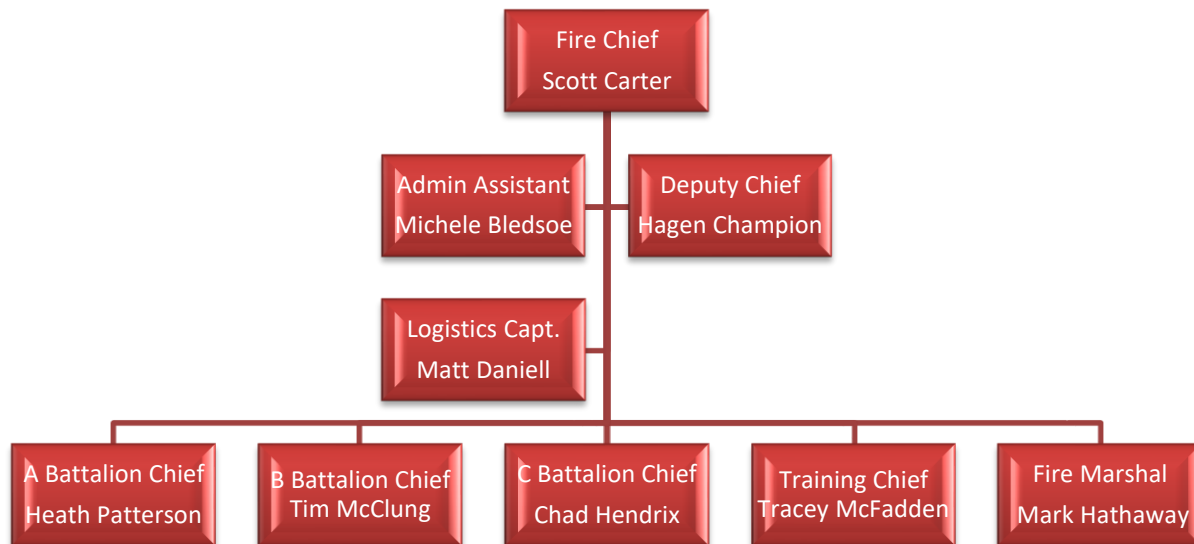 Fire Chief
Scott Carter
Admin Assistant
Michele Bledsoe
Deputy Chief
Hagen Champion
Logistics Capt.
Matt Daniell
A Battalion Chief
Heath Patterson
B Battalion Chief
Tim McClung
C Battalion Chief
Chad Hendrix
Training Chief
Tracey McFadden
Fire Marshal
Mark Hathaway